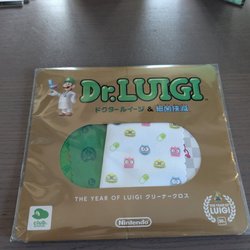 Dr.LUIGI
ドクタールイージ & 細菌撲滅
THE YEAR OF LUIGI クリーナークロス
Nintendo
THE YEAR OF
LUIGI